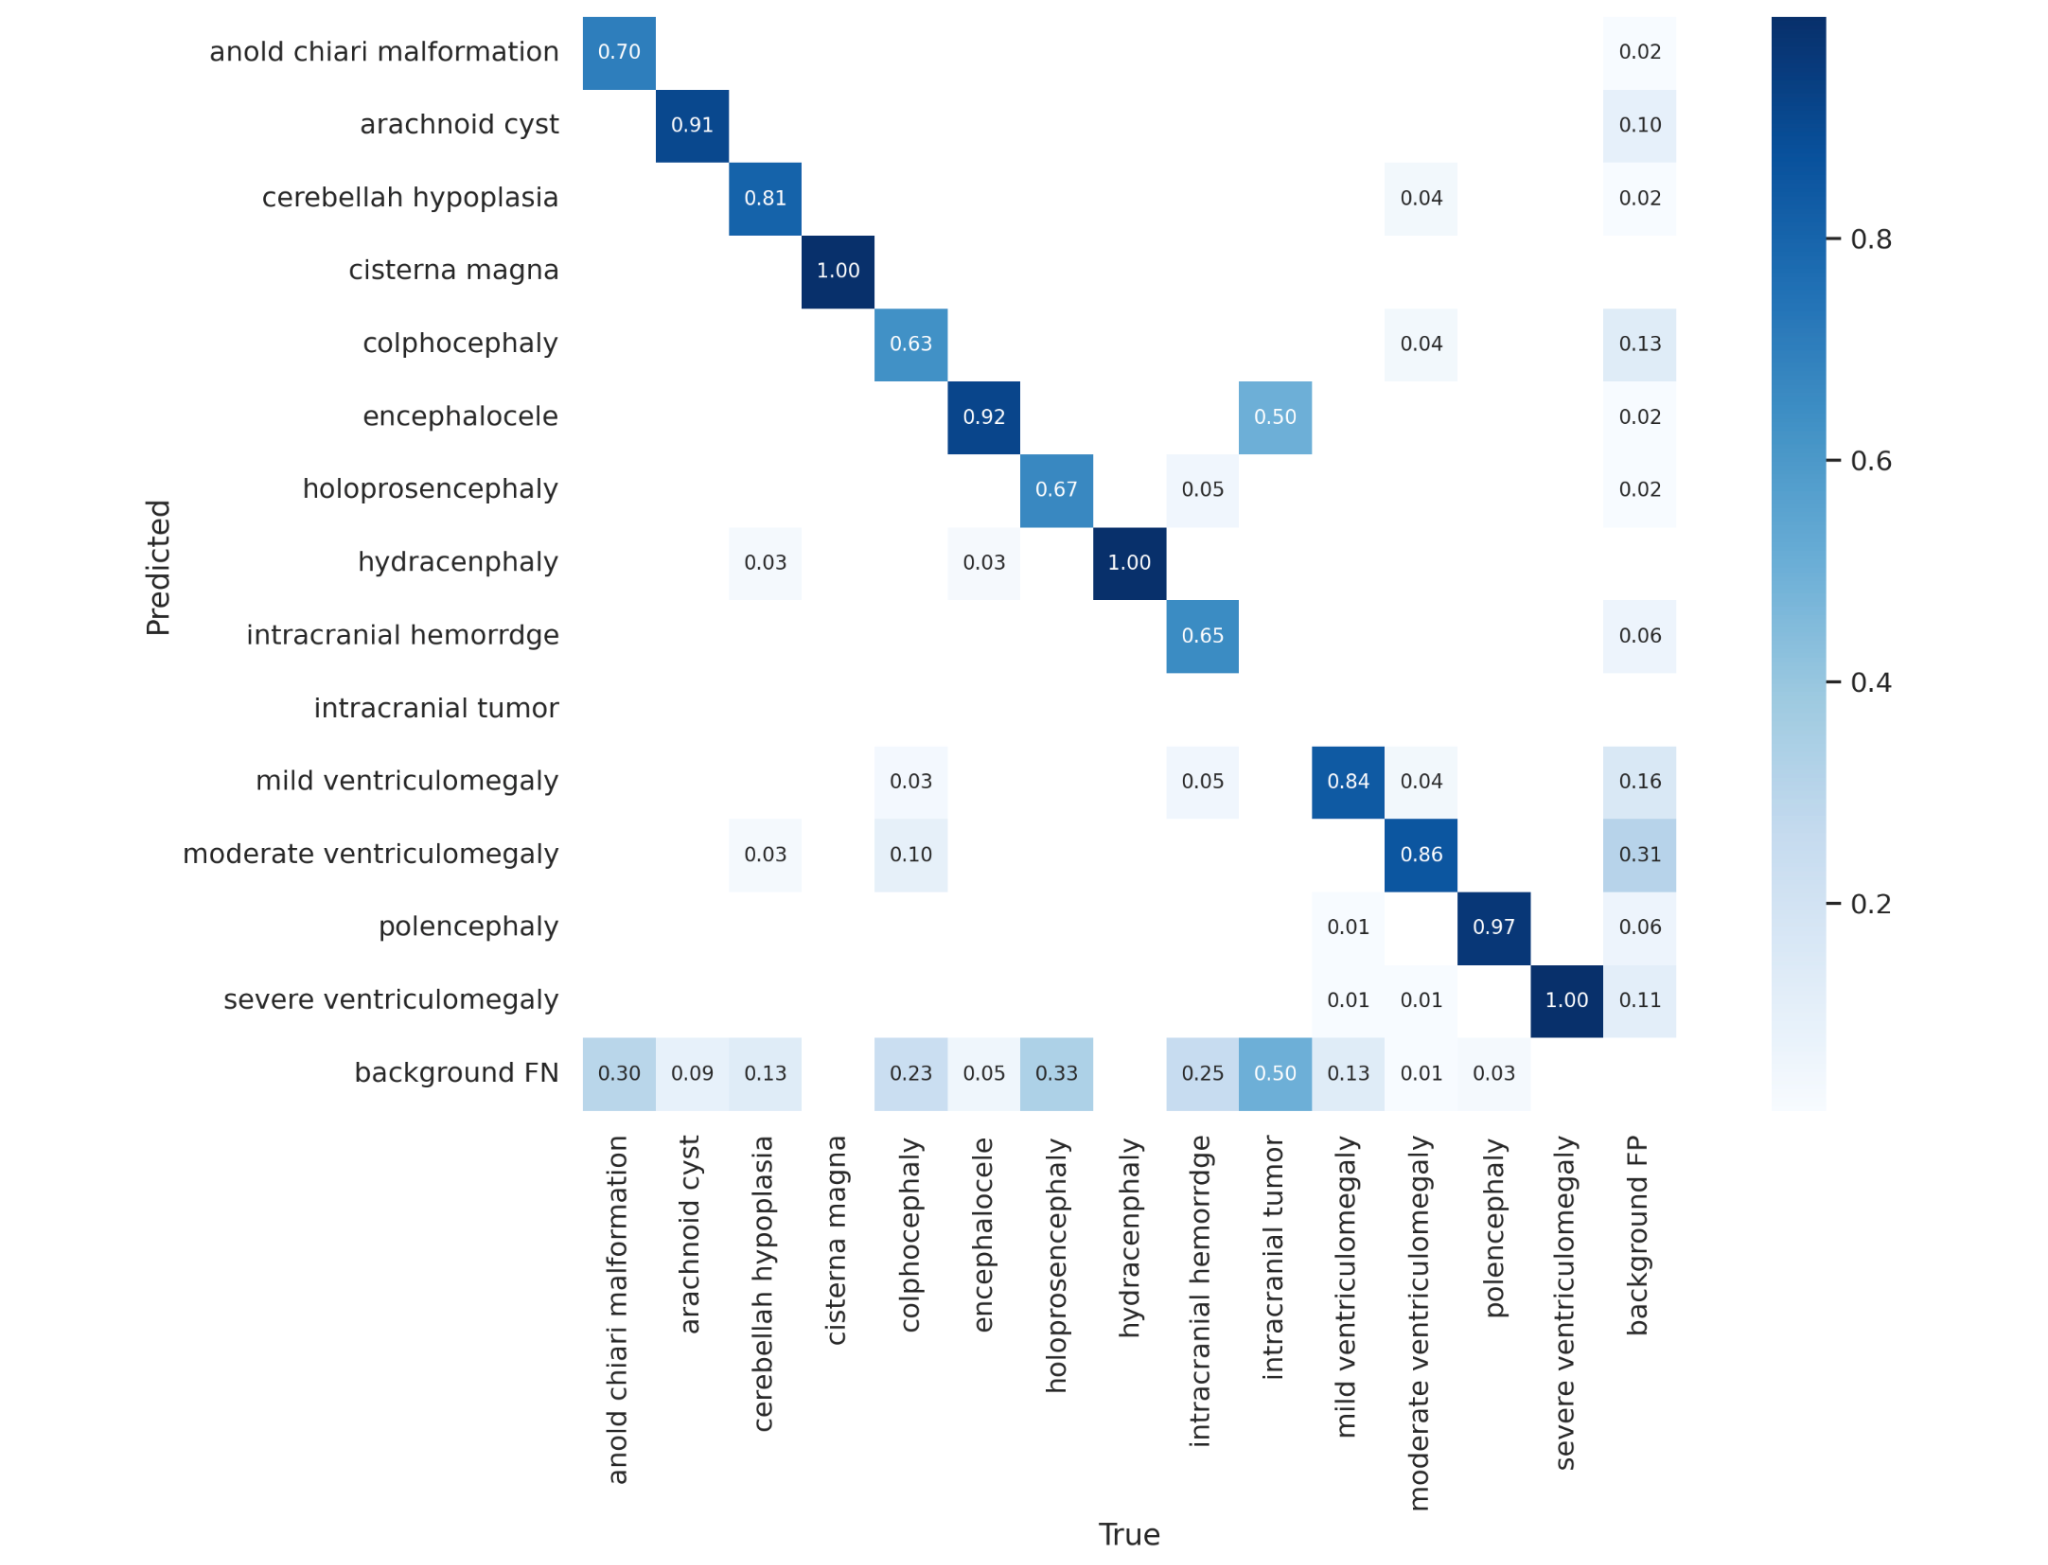 anold chiari malformation 0.70 0.02
arachnoid cyst 0.91 0.10
cerebellah hypoplasia 0.81 0.04 0.02
0.8
cisterna magna 1.00
colphocephaly 0.63 0.04 0.13
encephalocele 0.92 0.50 0.02
0.6
holoprosencephaly 0.67 0.05 0.02
Predicted
hydracenphaly 0.03 0.03 1.00
intracranial hemorrdge 0.65 0.06
0.4
intracranial tumor
mild ventriculomegaly 0.03 0.05 0.84 0.04 0.16
moderate ventriculomegaly 0.03 0.10 0.86 0.31
0.2
polencephaly 0.01 0.97 0.06
severe ventriculomegaly 0.01 0.01 1.00 0.11
background FN 0.30 0.09 0.13 0.23 0.05 0.33 0.25 0.50 0.13 0.01 0.03
anold chiari malformation
arachnoid cyst
cerebellah hypoplasia
cisterna magna
colphocephaly
encephalocele
holoprosencephaly
hydracenphaly
intracranial hemorrdge
intracranial tumor
mild ventriculomegaly
moderate ventriculomegaly
polencephaly
severe ventriculomegaly
background FP
True